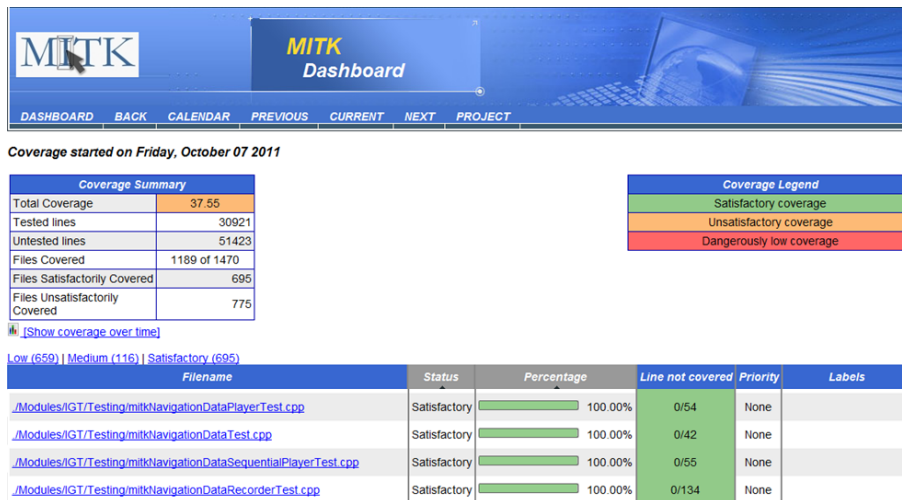 MITK
MITK
Dashboard
DASHBOARD BACK CALENDAR PREVIOUS CURRENT NEXT PROJECT
Coverage started on Friday, October 07 2011
Coverage Summary
Total Coverage 37.55
Tested lines 30921
Untested lines 51423
Files Covered 1189 of 1470
Files Satisfactorily Covered 695
Files Unsatisfactorily
Covered 775
Coverage Legend
Satisfactory coverage
Unsatisfactory coverage
Dangerously low coverage
[Show coverage over time]
Low (659) | Medium (116) | Satisfactory (695)
Filename Status Percentage Line not covered Priority Labels
./Modules/IGT/Testing/mitkNavigationDataPlayerTest.cpp Satisfactory 100.00% 0/54 None
./Modules/IGT/Testing/mitkNavigationDataTest.cpp Satisfactory 100.00% 0/42 None
./Modules/IGT/Testing/mitkNavigationDataSequentialPlayerTest.cpp Satisfactory 100.00% 0/55 None
./Modules/IGT/Testing/mitkNavigationDataRecorderTest.cpp Satisfactory 100.00% 0/134 None